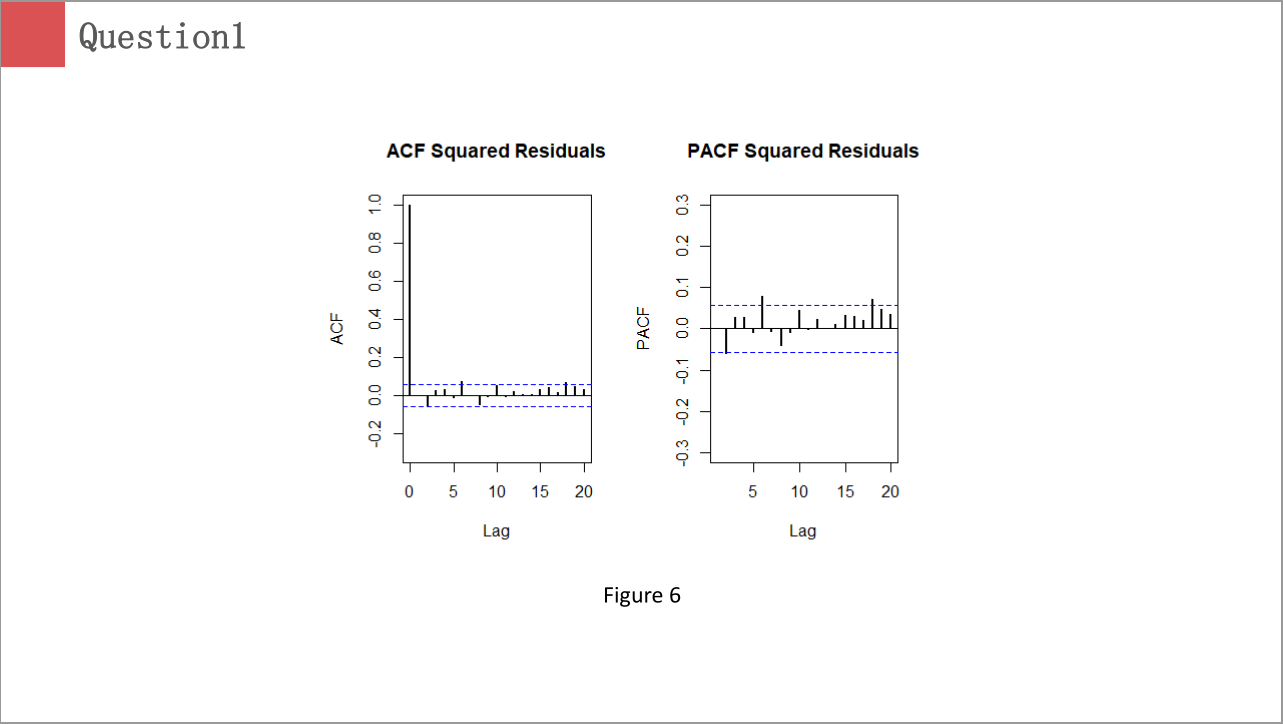 Question1
ACF Squared Residuals
PACF Squared Residuals
ACF
1.0
0.8
0.6
0.4
0.2
0.0
-0.2
0 5 10 15 20
Lag
PACF
0.3
0.2
0.1
0.0
-0.1
-0.2
-0.3
5 10 15 20
Lag
Figure 6